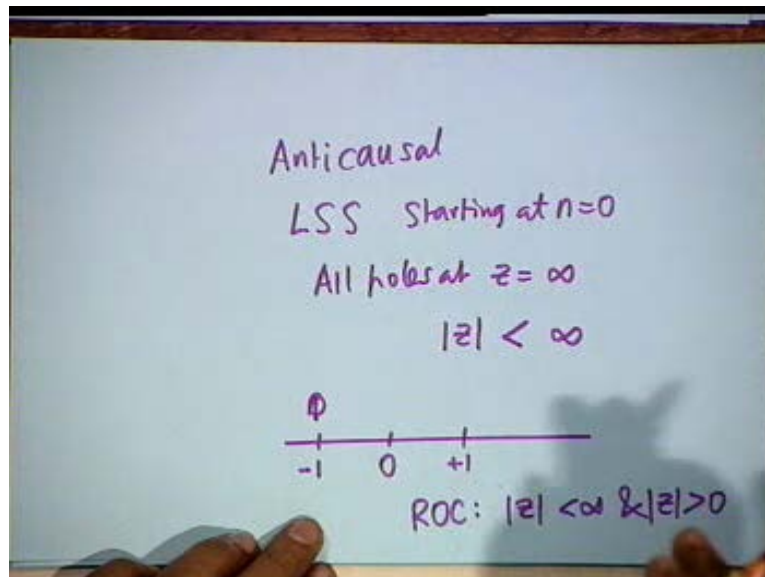 Anticausal
LSS Starting at n=0
All poles at z = ∞
|z| < ∞
-1 0 +1
ROC: |z| <∞ &|z|>0